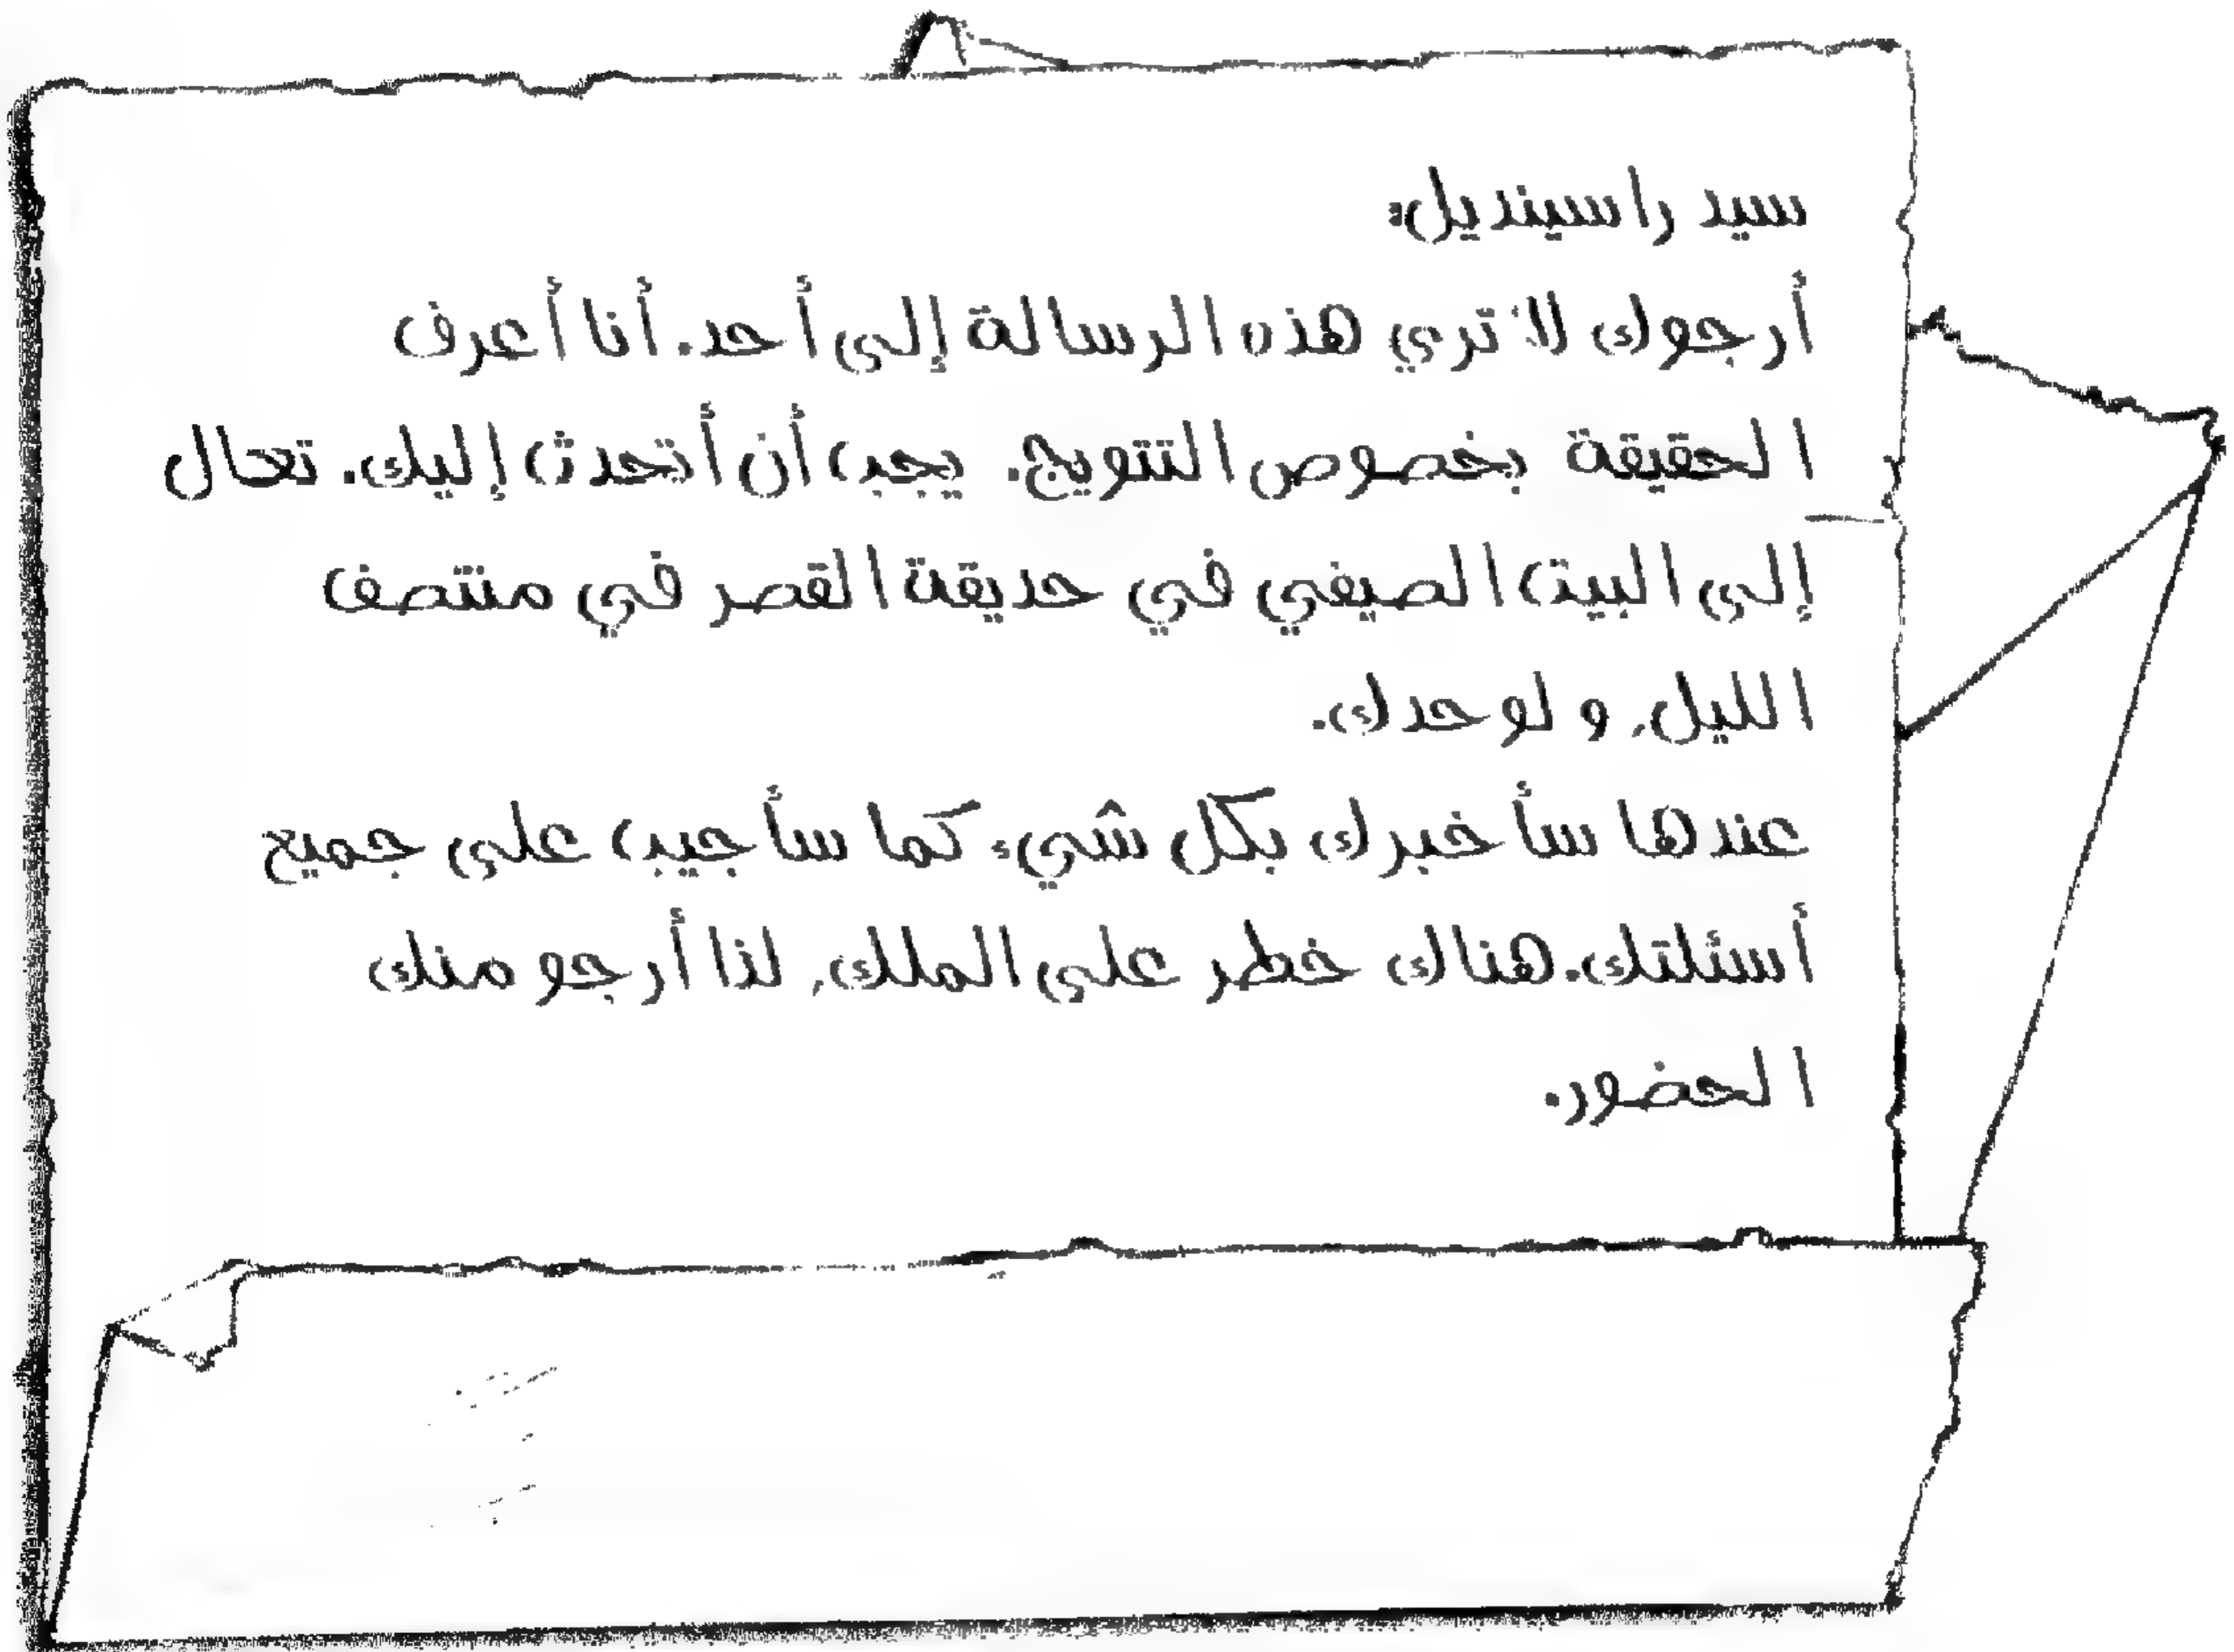 سيد راسينديل:
أرجوك لا تري هذه الرسالة إلى أحد. أنا أعرف
الحقيقة بخصوص التتويج. يجب أن أتحدث إليك. تعال
إلى البيت الصيفي في حديقة القصر في منتصف
الليل, و لوحدك.
عندها سأخبرك بكل شيء كما سأجيب على جميع
أسئلتك. هناك خطر على الملك, لذا أرجو منك
الحضور.